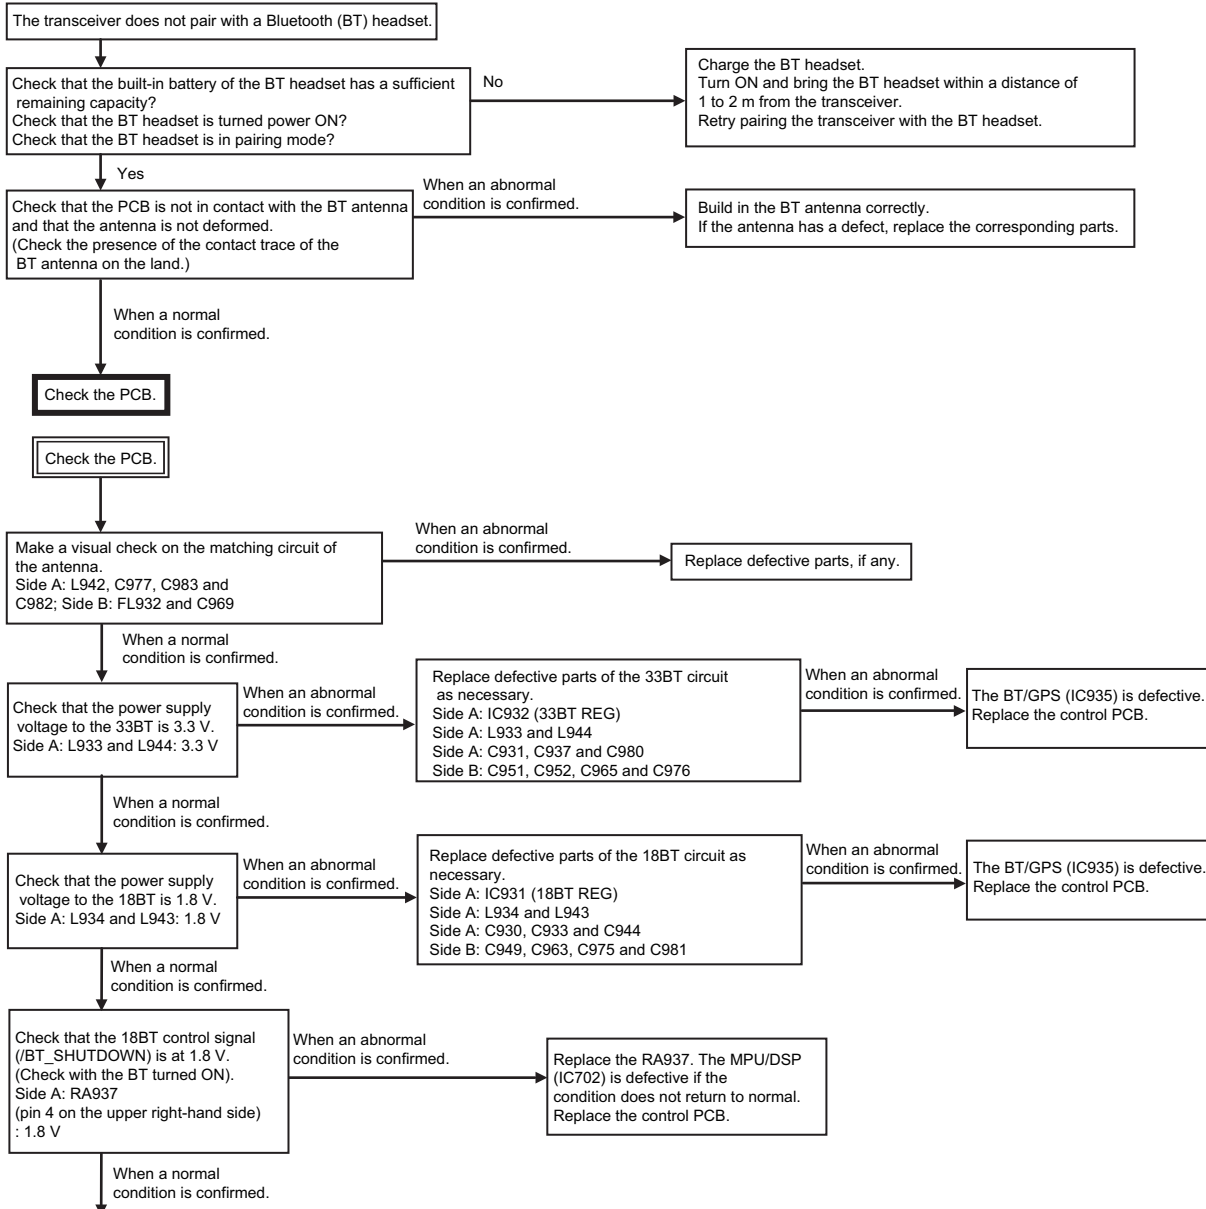 The transceiver does not pair with a Bluetooth (BT) headset.
Check that the built-in battery of the BT headset has a sufficient
remaining capacity?
Check that the BT headset is turned power ON?
Check that the BT headset is in pairing mode?
No
Charge the BT headset.
Turn ON and bring the BT headset within a distance of
1 to 2 m from the transceiver.
Retry pairing the transceiver with the BT headset.
Yes
Check that the PCB is not in contact with the BT antenna
and that the antenna is not deformed.
(Check the presence of the contact trace of the
BT antenna on the land.)
When an abnormal
condition is confirmed.
Build in the BT antenna correctly.
If the antenna has a defect, replace the corresponding parts.
When a normal
condition is confirmed.
Check the PCB.
Check the PCB.
Make a visual check on the matching circuit of
the antenna.
Side A: L942, C977, C983 and
C982; Side B: FL932 and C969
When an abnormal
condition is confirmed.
Replace defective parts, if any.
When a normal
condition is confirmed.
Check that the power supply
voltage to the 33BT is 3.3 V.
Side A: L933 and L944: 3.3 V
When an abnormal
condition is confirmed.
Replace defective parts of the 33BT circuit
as necessary.
Side A: IC932 (33BT REG)
Side A: L933 and L944
Side A: C931, C937 and C980
Side B: C951, C952, C965 and C976
When an abnormal
condition is confirmed.
The BT/GPS (IC935) is defective.
Replace the control PCB.
When a normal
condition is confirmed.
Check that the power supply
voltage to the 18BT is 1.8 V.
Side A: L934 and L943: 1.8 V
When an abnormal
condition is confirmed.
Replace defective parts of the 18BT circuit as
necessary.
Side A: IC931 (18BT REG)
Side A: L934 and L943
Side A: C930, C933 and C944
Side B: C949, C963, C975 and C981
When an abnormal
condition is confirmed.
The BT/GPS (IC935) is defective.
Replace the control PCB.
When a normal
condition is confirmed.
Check that the 18BT control signal
(/BT_SHUTDOWN) is at 1.8 V.
(Check with the BT turned ON).
Side A: RA937
(pin 4 on the upper right-hand side)
: 1.8 V
When an abnormal
condition is confirmed.
Replace the RA937. The MPU/DSP
(IC702) is defective if the
condition does not return to normal.
Replace the control PCB.
When a normal
condition is confirmed.